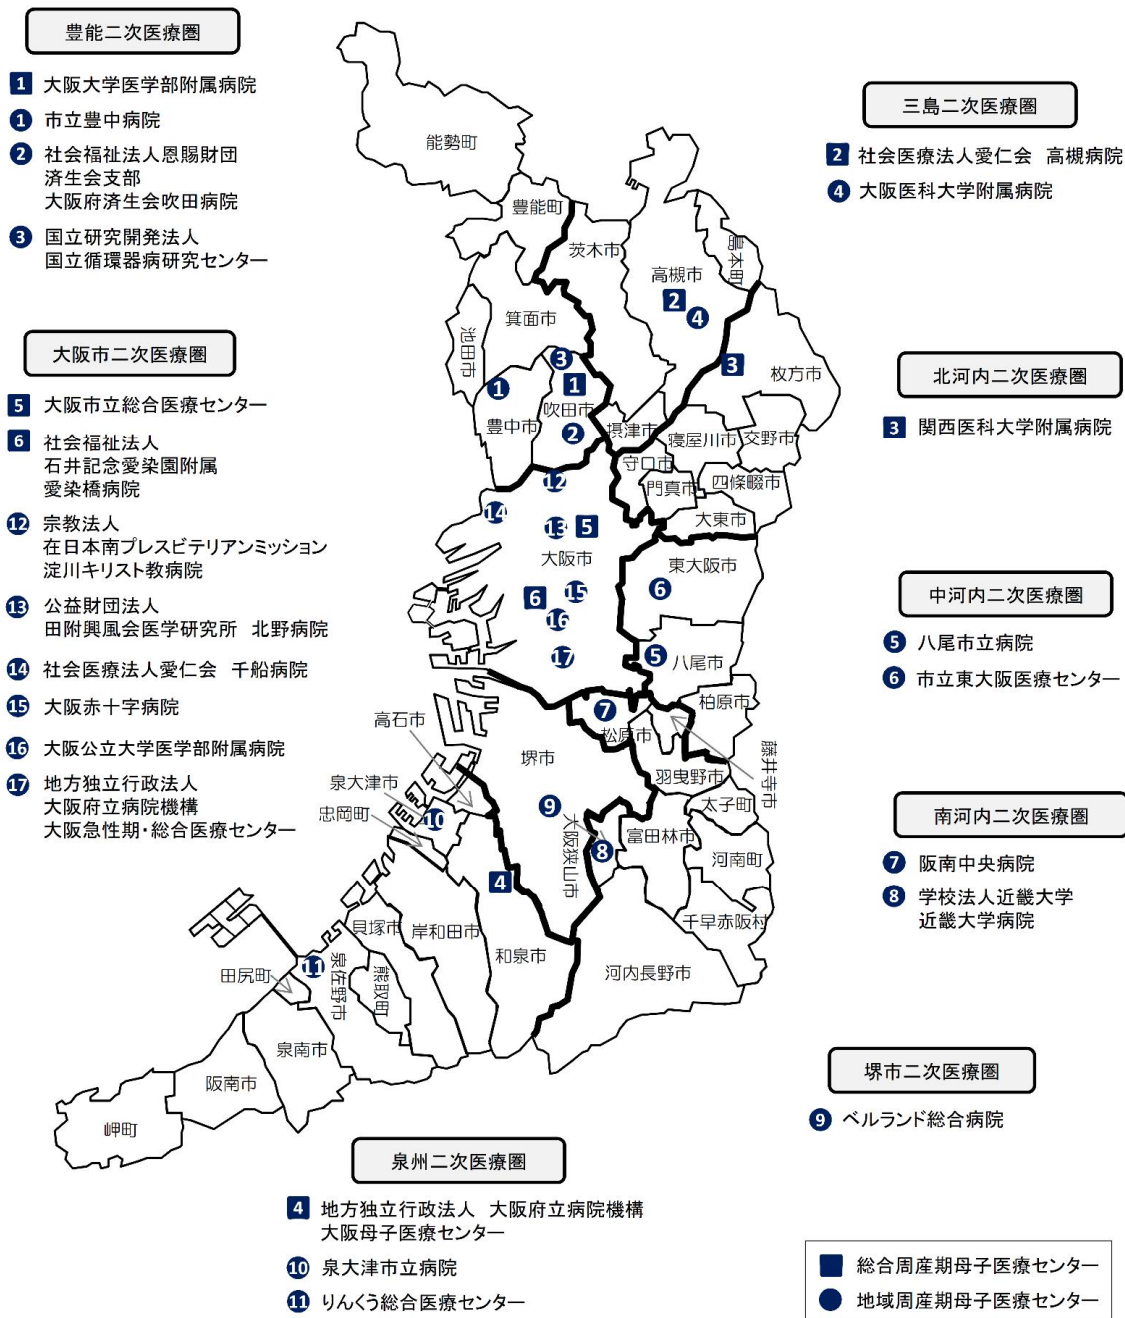 豊能二次医療圏
1 大阪大学医学部附属病院
1 市立豊中病院
2 社会福祉法人恩賜財団
済生会支部
大阪府済生会吹田病院
3 国立研究開発法人
国立循環器病研究センター
大阪市二次医療圏
5 大阪市立総合医療センター
6 社会福祉法人
石井記念愛染園附属
愛染橋病院
12 宗教法人
在日本南プレスビテリアンミッション
淀川キリスト教病院
13 公益財団法人
田附興風会医学研究所 北野病院
14 社会医療法人愛仁会 千船病院
15 大阪赤十字病院
16 大阪公立大学医学部附属病院
17 地方独立行政法人
大阪府立病院機構
大阪急性期・総合医療センター
三島二次医療圏
2 社会医療法人愛仁会 高槻病院
4 大阪医科大学附属病院
北河内二次医療圏
3 関西医科大学附属病院
中河内二次医療圏
5 八尾市立病院
6 市立東大阪医療センター
南河内二次医療圏
7 阪南中央病院
8 学校法人近畿大学
近畿大学病院
堺市二次医療圏
9 ベルランド総合病院
泉州二次医療圏
4 地方独立行政法人 大阪府立病院機構
大阪母子医療センター
10 泉大津市立病院
11 りんくう総合医療センター
総合周産期母子医療センター
地域周産期母子医療センター
能勢町
豊能町
茨木市
高槻市
島本町
2
4
箕面市
池田市
3
1
1
吹田市
豊中市
2
摂津市
3
枚方市
寝屋川市
交野市
守口市
門真市
四條畷市
大東市
12
14
13
5
大阪市
東大阪市
6
6
15
16
17
5
八尾市
柏原市
7
松原市
藤井寺市
羽曳野市
高石市
堺市
泉大津市
忠岡町
10
9
大阪狭山市
8
富田林市
太子町
河南町
千早赤阪村
4
貝塚市
岸和田市
和泉市
河内長野市
11
田尻町
泉佐野市
熊取町
泉南市
阪南市
岬町